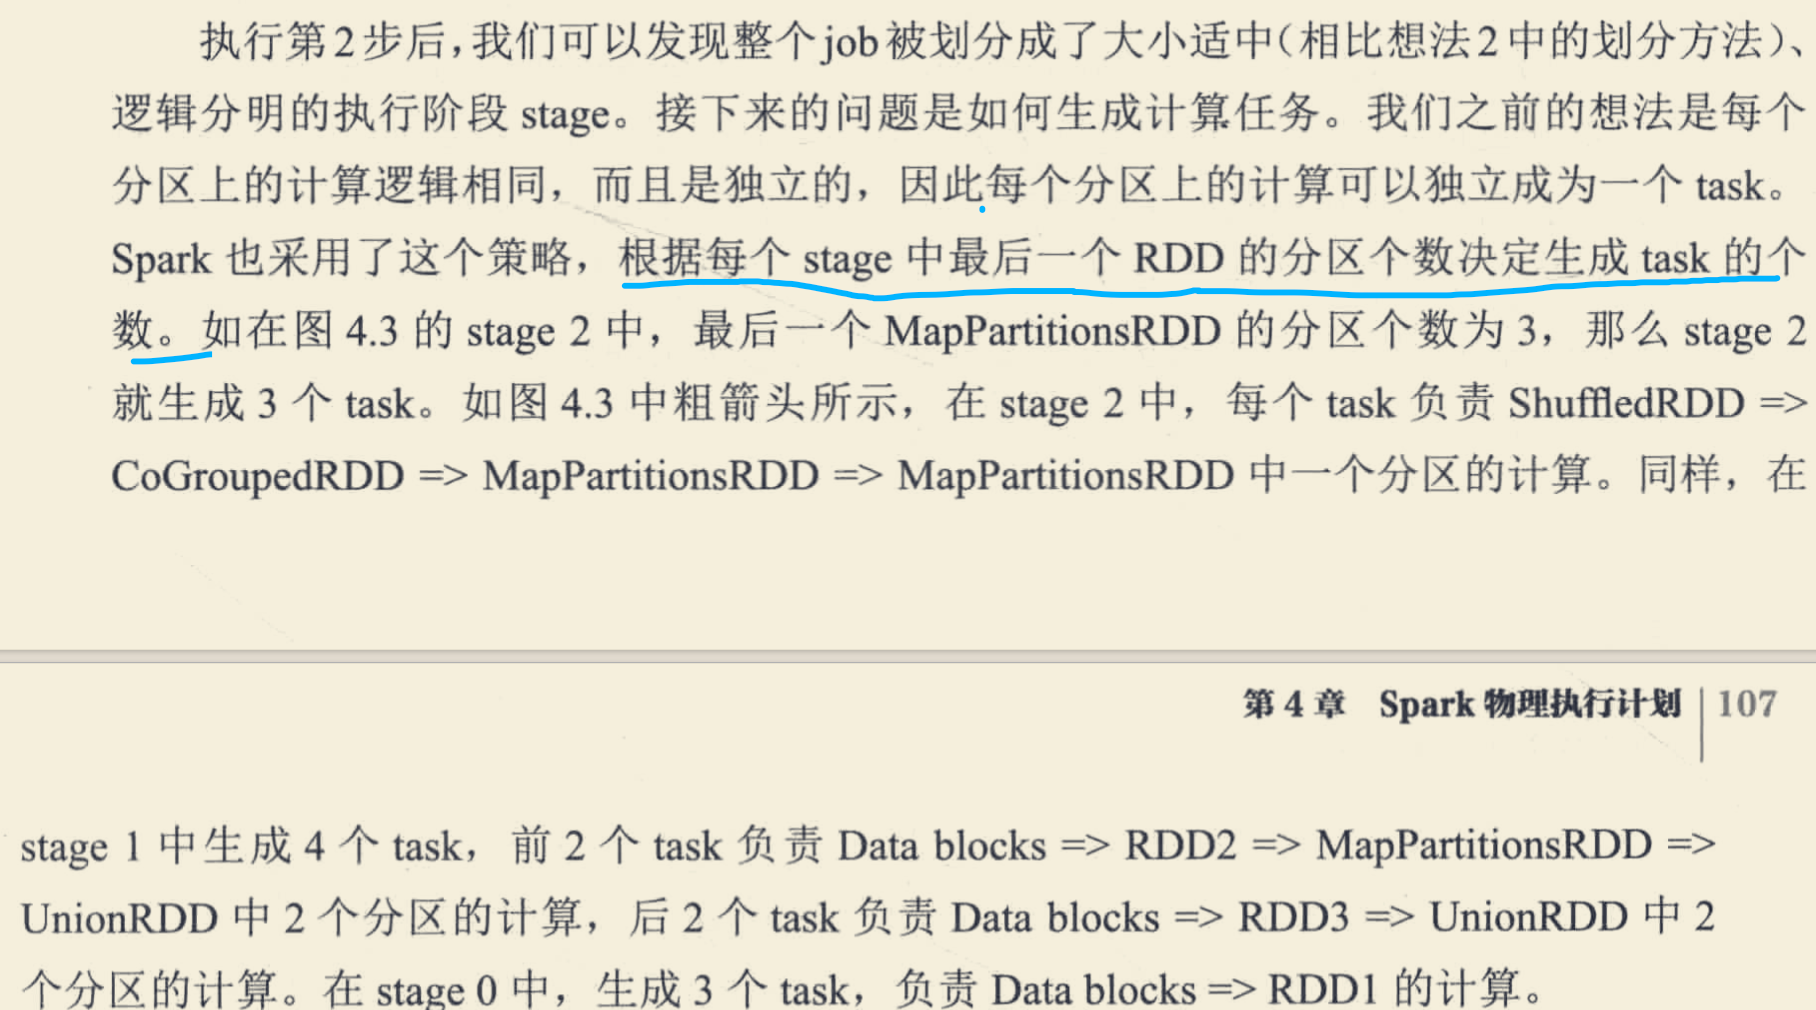 执行第2步后，我们可以发现整个job被划分成了大小适中（相比想法2中的划分方法）、
逻辑分明的执行阶段 stage。接下来的问题是如何生成计算任务。我们之前的想法是每个
分区上的计算逻辑相同，而且是独立的，因此每个分区上的计算可以独立成为一个 task。
Spark 也采用了这个策略，根据每个 stage 中最后一个 RDD 的分区个数决定生成 task 的个
数。如在图 4.3 的 stage 2 中，最后一个 MapPartitionsRDD 的分区个数为 3，那么 stage 2
就生成 3 个 task。如图 4.3 中粗箭头所示，在 stage 2 中，每个 task 负责 ShuffledRDD =>
CoGroupedRDD => MapPartitionsRDD => MapPartitionsRDD 中一个分区的计算。同样，在
第 4 章 Spark 物理执行计划 107
stage 1 中生成 4 个 task，前 2 个 task 负责 Data blocks => RDD2 => MapPartitionsRDD =>
UnionRDD 中 2 个分区的计算，后 2 个 task 负责 Data blocks => RDD3 => UnionRDD 中 2
个分区的计算。在 stage 0 中，生成 3 个 task，负责 Data blocks => RDD1 的计算。